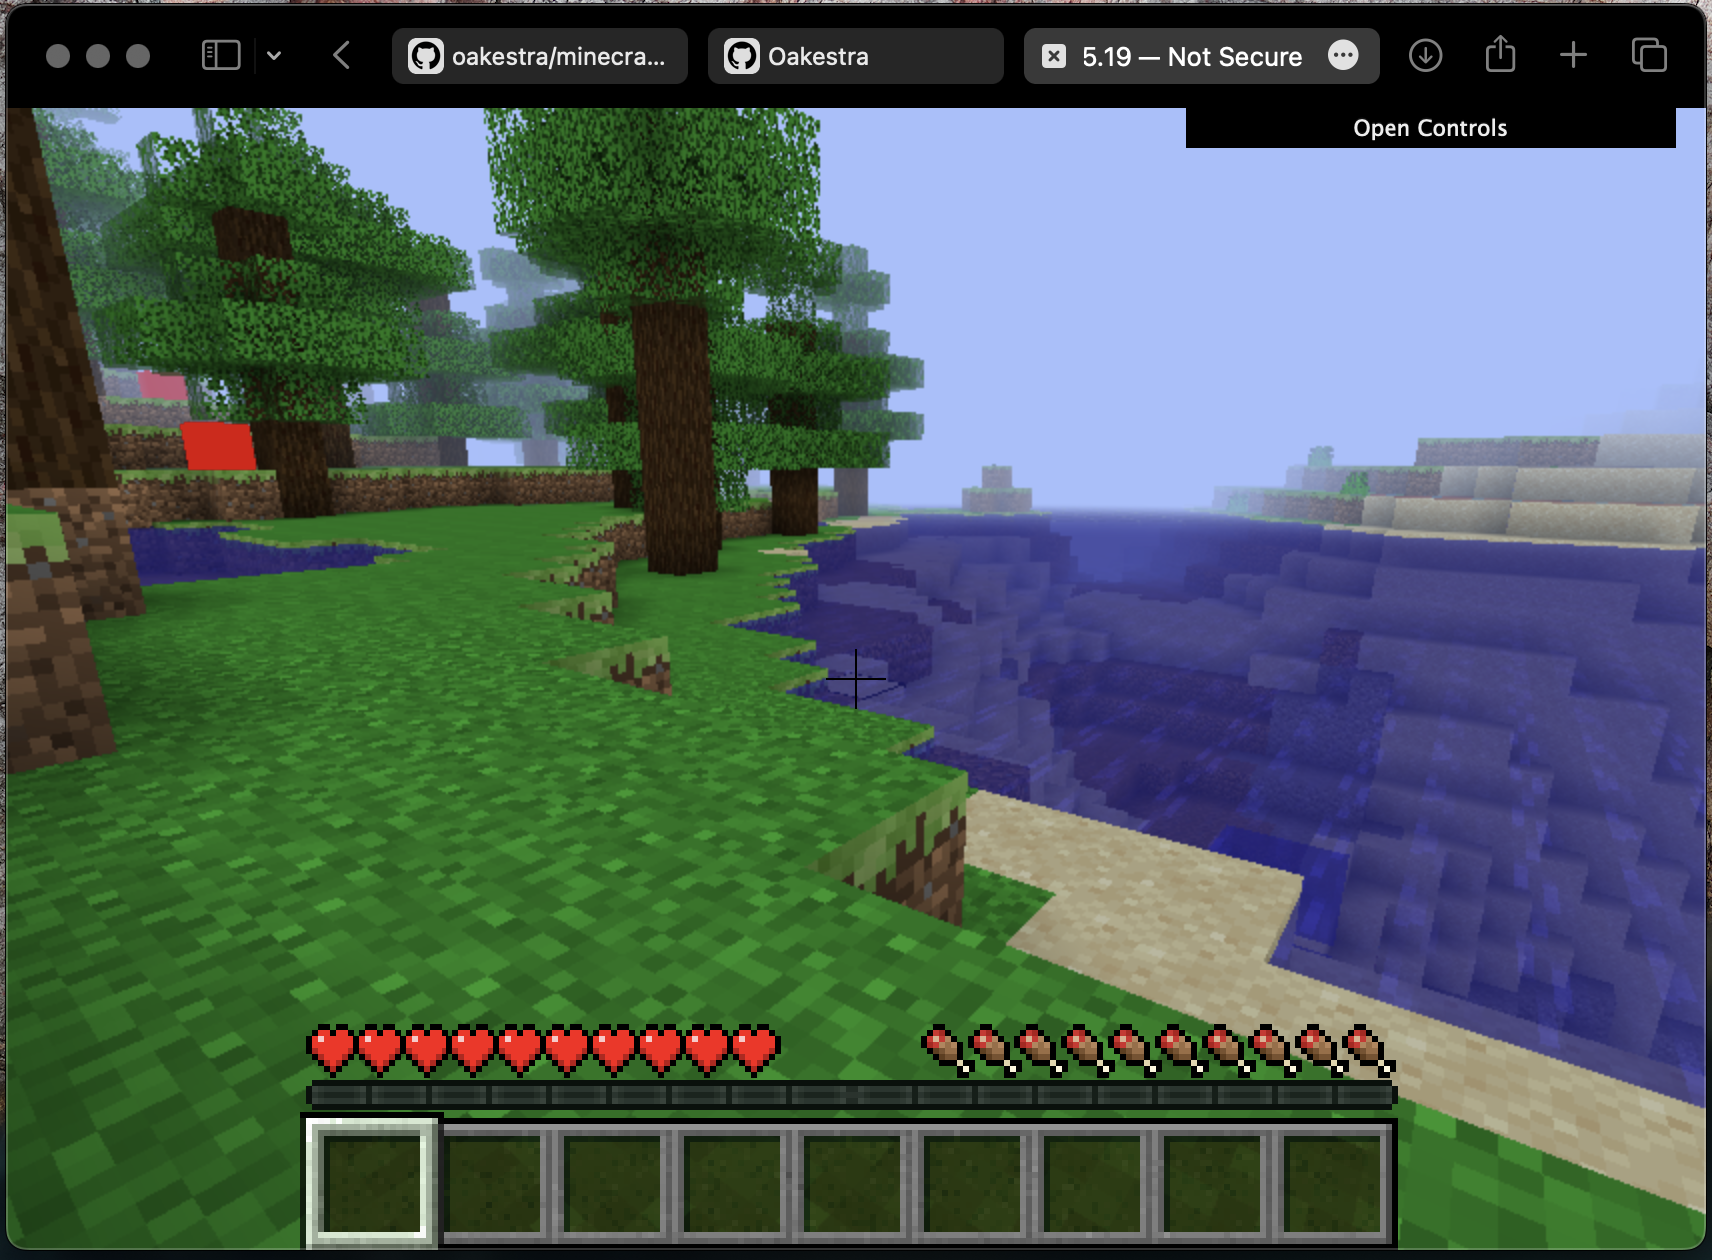 oakestra/minecra...
Oakestra
5.19 — Not Secure
Open Controls